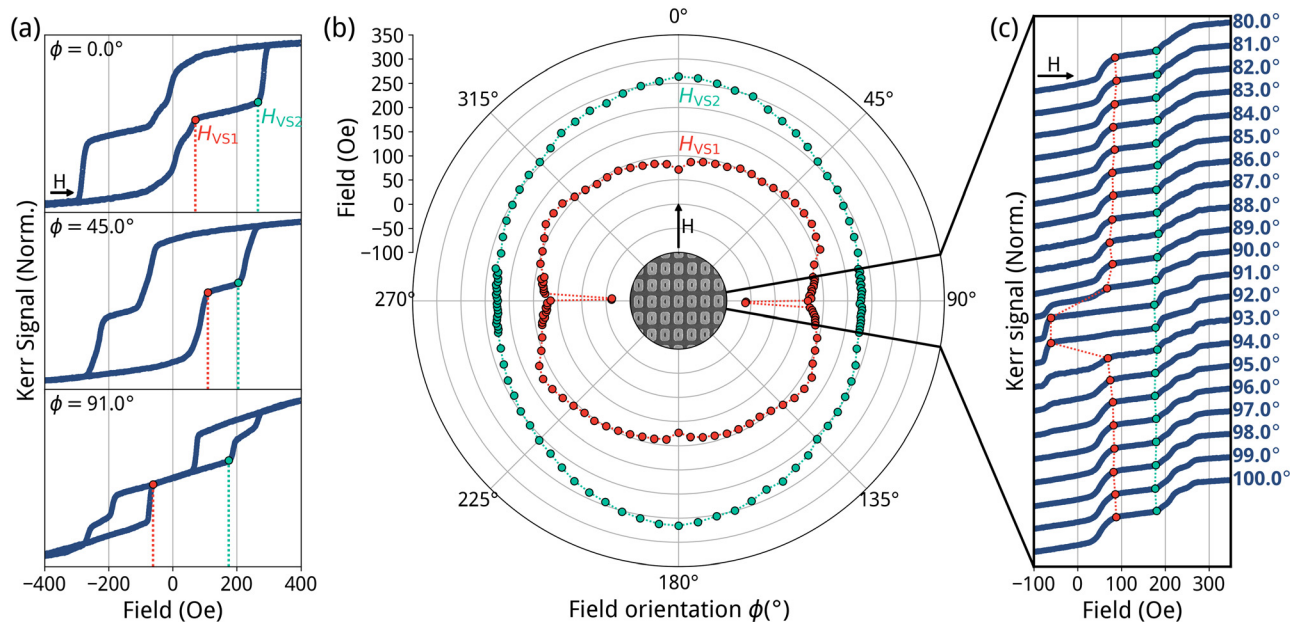 (a)
ϕ = 0.0°
H
H_VS1
H_VS2
ϕ = 45.0°
ϕ = 91.0°
Kerr Signal (Norm.)
−400 −200 0 200 400
Field (Oe)
(b)
350
300
250
200
150
100
50
0
−50
−100
Field (Oe)
0°
45°
90°
135°
180°
225°
270°
315°
H_VS2
H_VS1
H
Field orientation ϕ(°)
(c)
H
80.0°
81.0°
82.0°
83.0°
84.0°
85.0°
86.0°
87.0°
88.0°
89.0°
90.0°
91.0°
92.0°
93.0°
94.0°
95.0°
96.0°
97.0°
98.0°
99.0°
100.0°
Kerr signal (Norm.)
−100 0 100 200 300
Field (Oe)